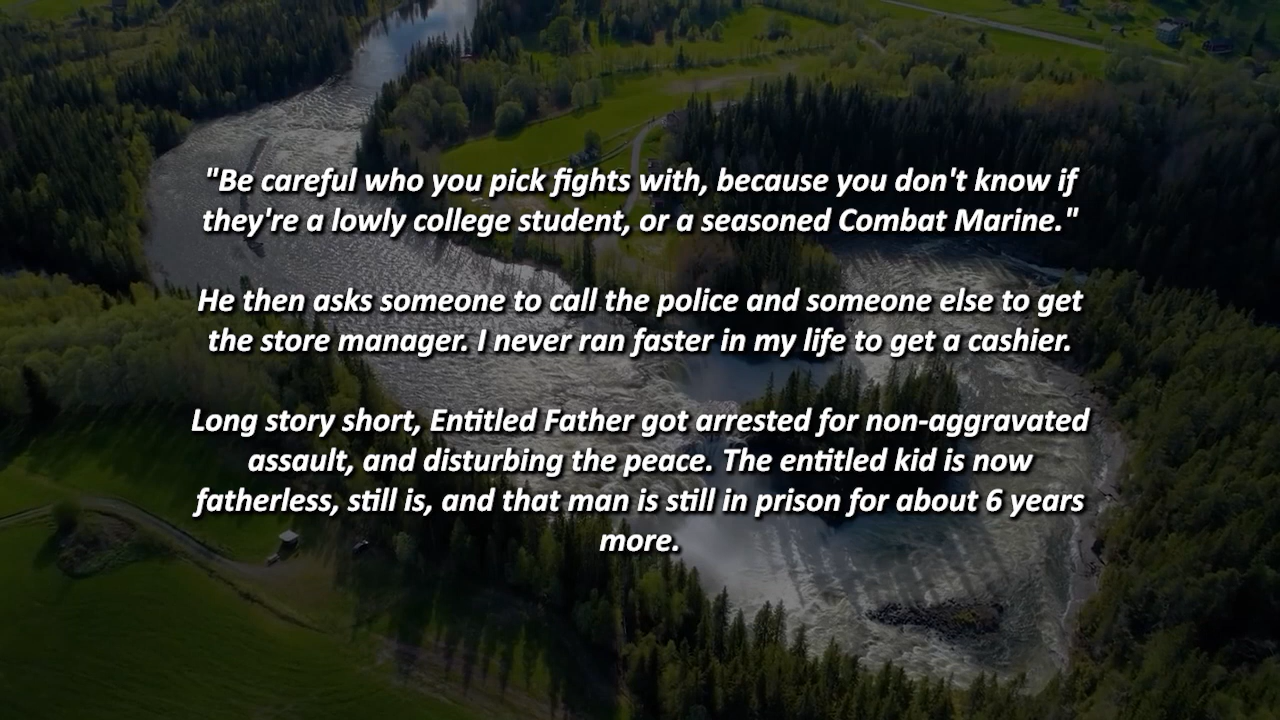 "Be careful who you pick fights with, because you don't know if
they're a lowly college student, or a seasoned Combat Marine."
He then asks someone to call the police and someone else to get
the store manager. I never ran faster in my life to get a cashier.
Long story short, Entitled Father got arrested for non-aggravated
assault, and disturbing the peace. The entitled kid is now
fatherless, still is, and that man is still in prison for about 6 years
more.